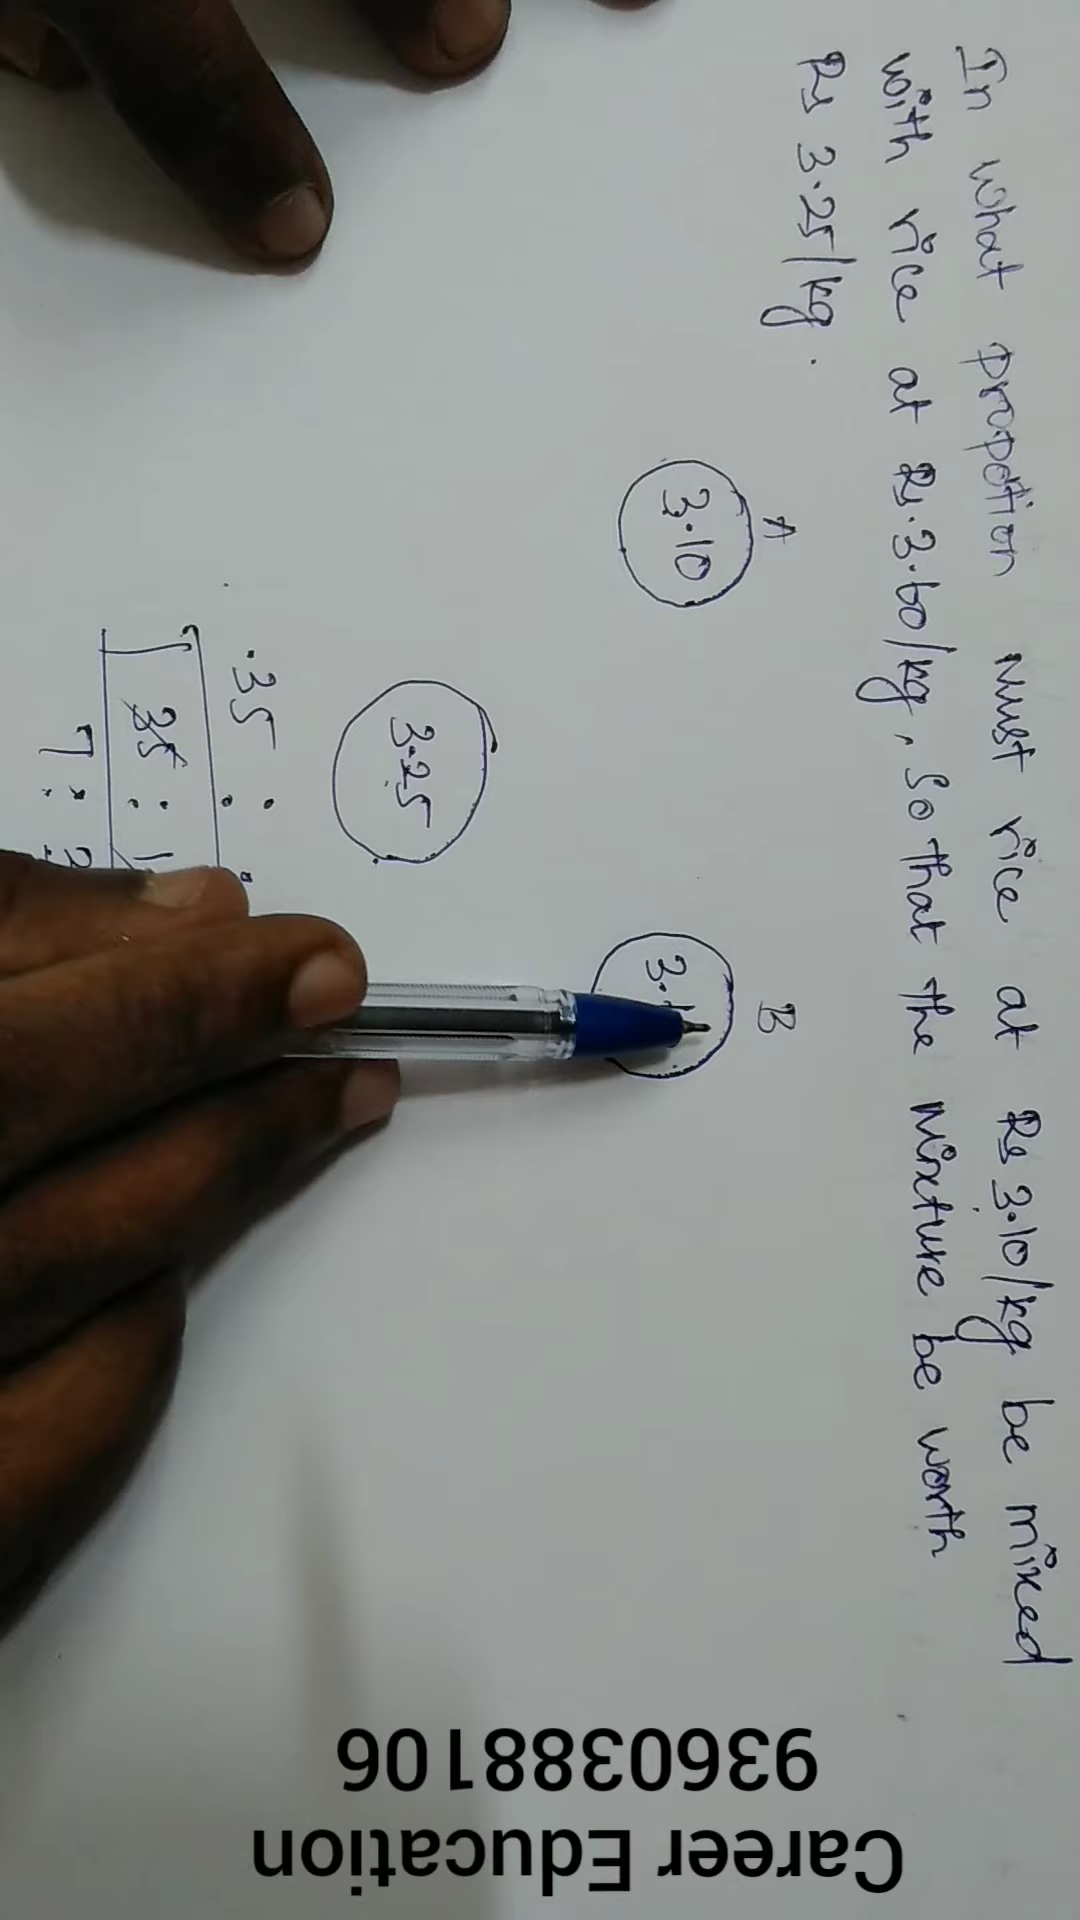 In what propotion must rice at Rs 3.10/kg be mixed
with rice at Rs.3.60/kg, So that the mixture be worth
Rs 3.25/kg.
A
B
3.10
3.25
.35 :
35 :
7 :
Career Education
9360388106